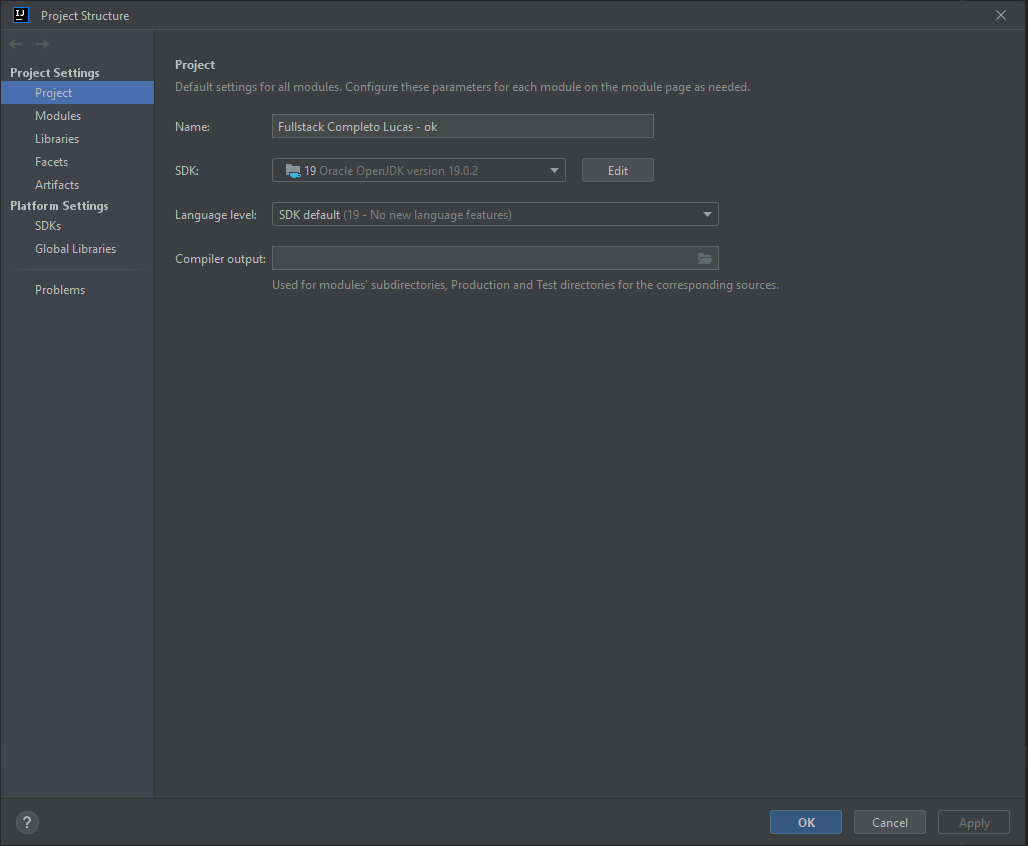 IJ
Project Structure
Project Settings
Project
Modules
Libraries
Facets
Artifacts
Platform Settings
SDKs
Global Libraries
Problems
Project
Default settings for all modules. Configure these parameters for each module on the module page as needed.
Name: Fullstack Completo Lucas - ok
SDK: 19 Oracle OpenJDK version 19.0.2 Edit
Language level: SDK default (19 - No new language features)
Compiler output:
Used for modules' subdirectories, Production and Test directories for the corresponding sources.
? OK Cancel Apply